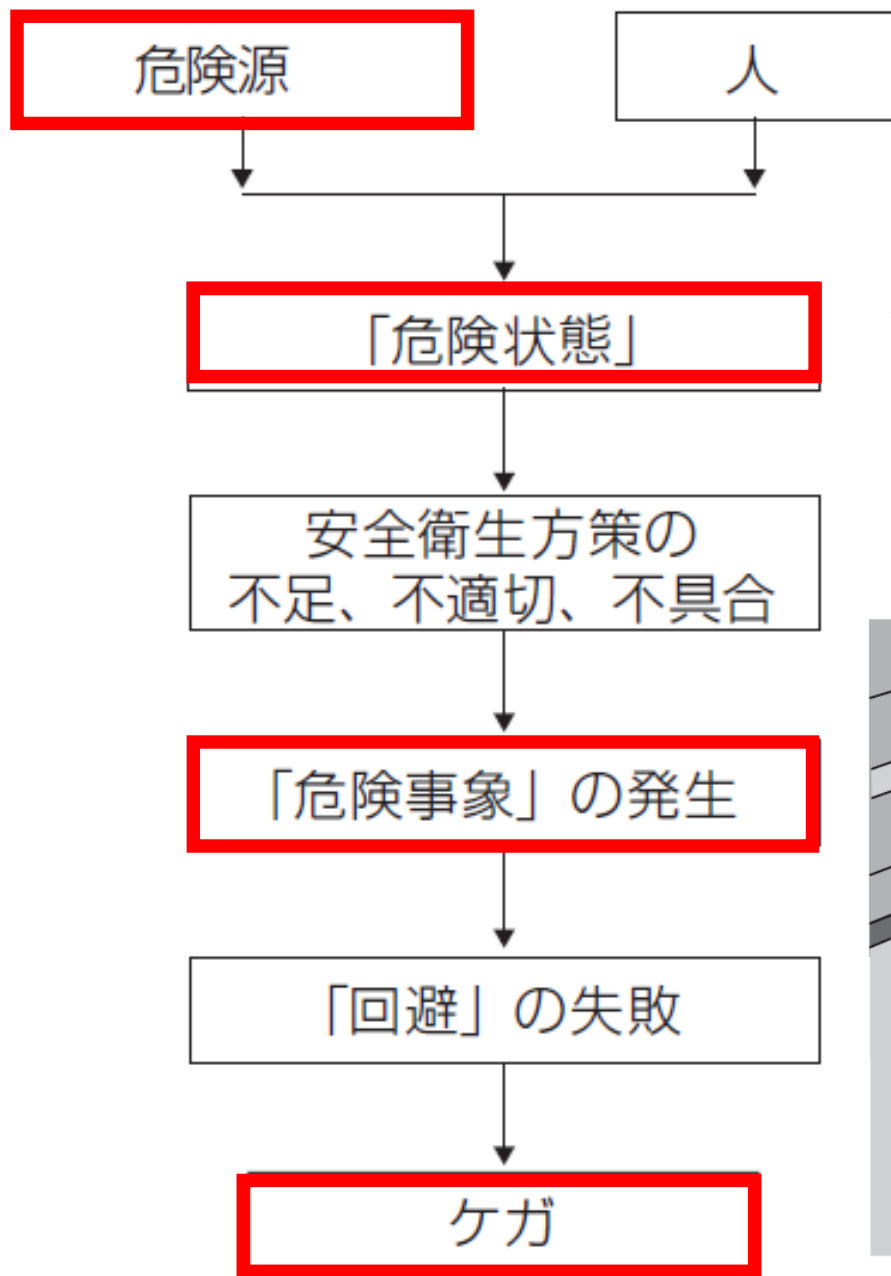 危険源
人
「危険状態」
安全衛生方策の
不足、不適切、不具合
「危険事象」の発生
「回避」の失敗
ケガ